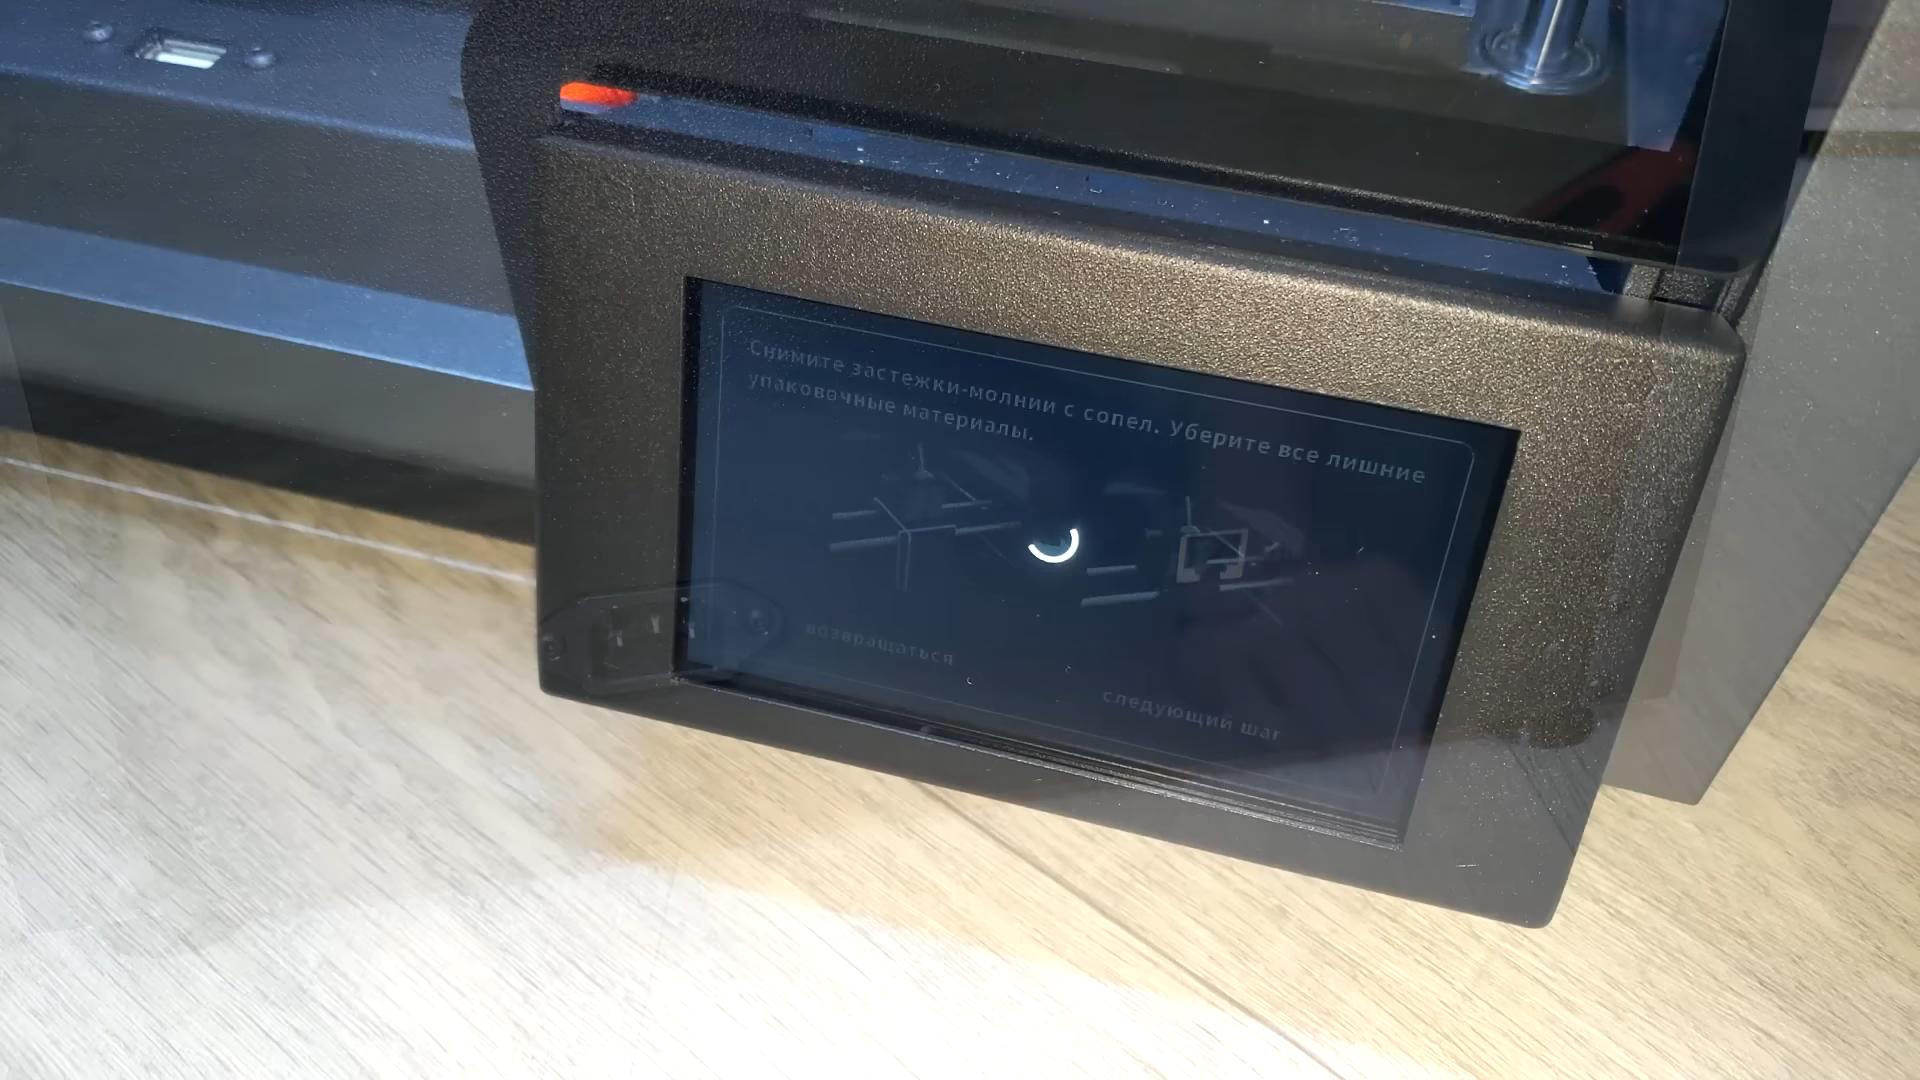 Снимите застежки-молнии с сопел. Уберите все лишние
упаковочные материалы.
возвращаться
следующий шаг